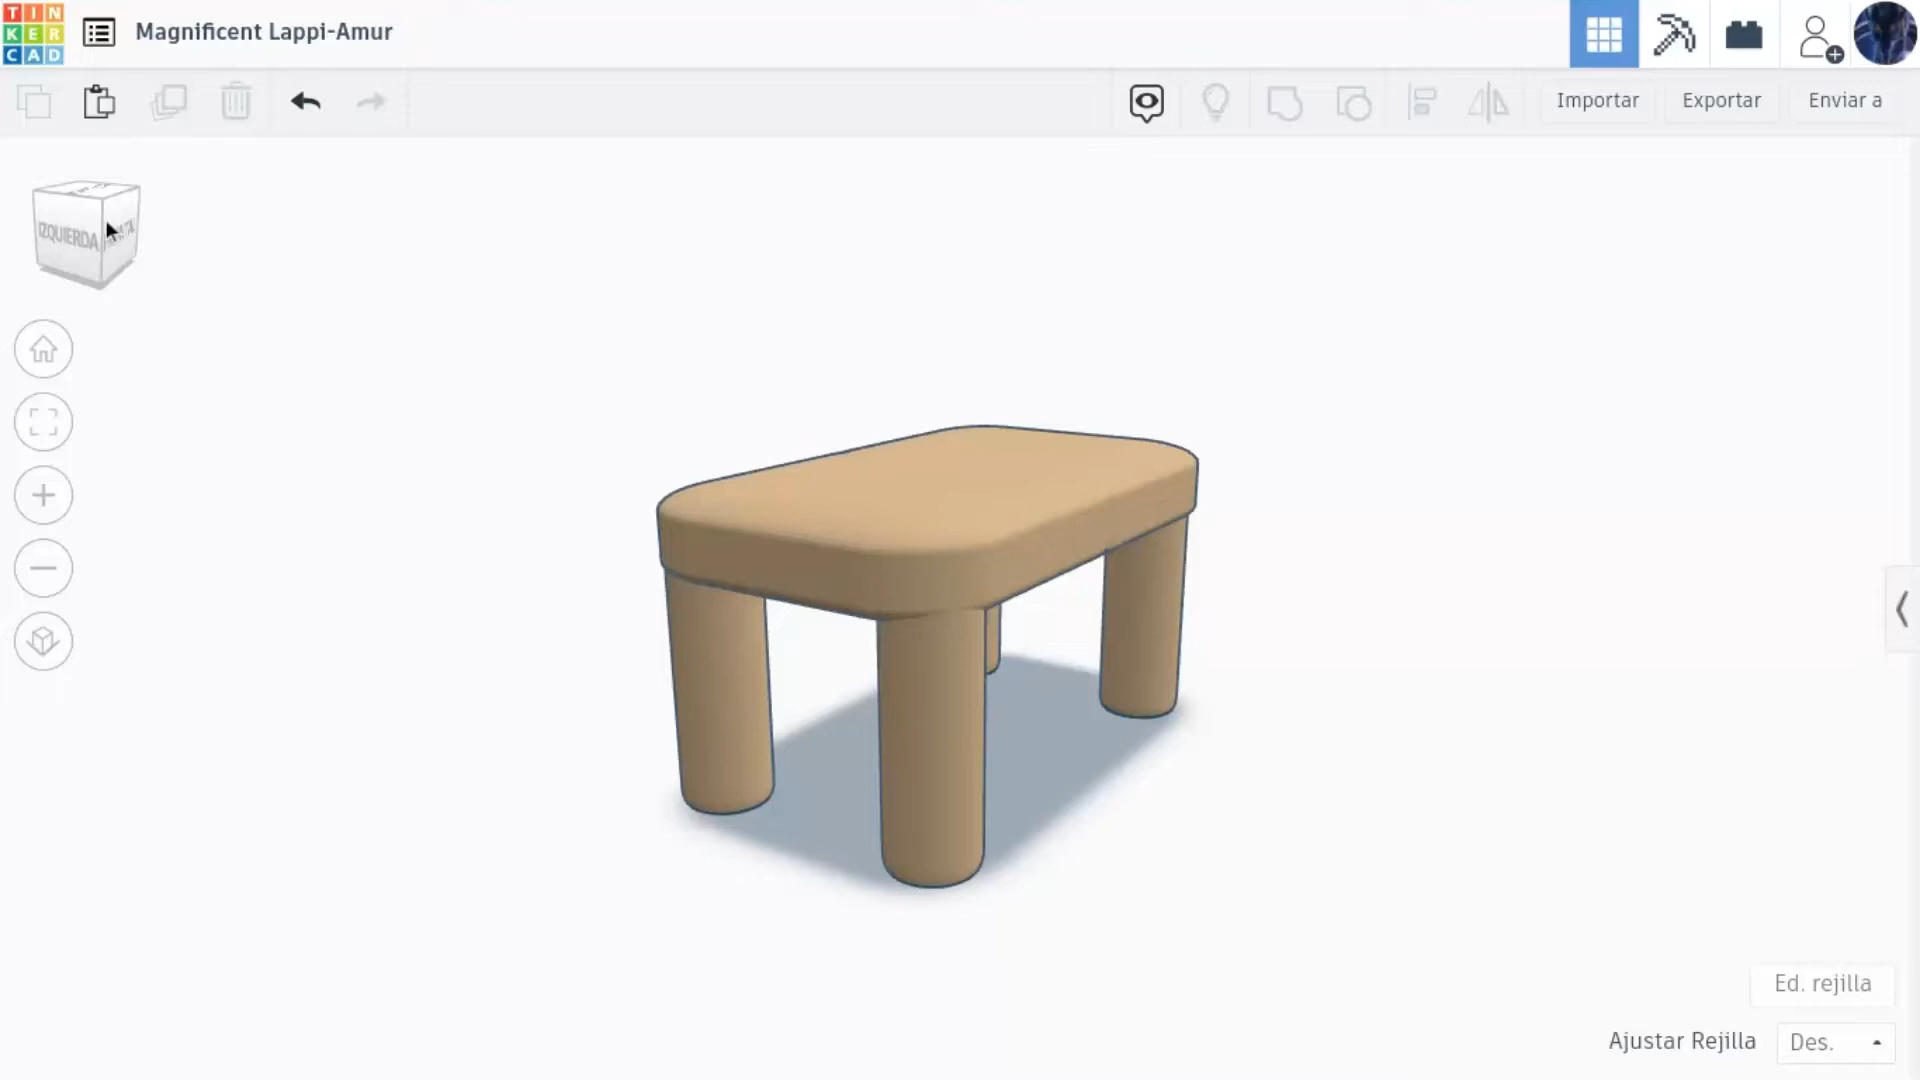 TIN
KER
CAD
Magnificent Lappi-Amur
Importar
Exportar
Enviar a
IZQUIERDA
Ed. rejilla
Ajustar Rejilla
Des.